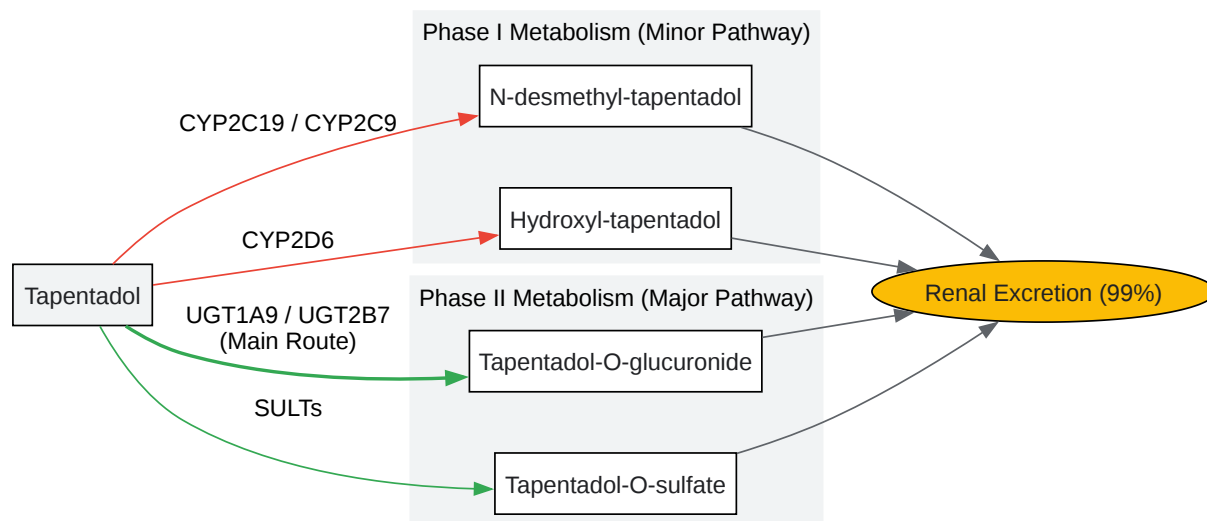 Phase I Metabolism (Minor Pathway)
N-desmethyl-tapentadol
CYP2C19 / CYP2C9
Hydroxyl-tapentadol
CYP2D6
Tapentadol
Phase II Metabolism (Major Pathway)
Renal Excretion (99%)
UGT1A9 / UGT2B7
(Main Route)
Tapentadol-O-glucuronide
SULTs
Tapentadol-O-sulfate